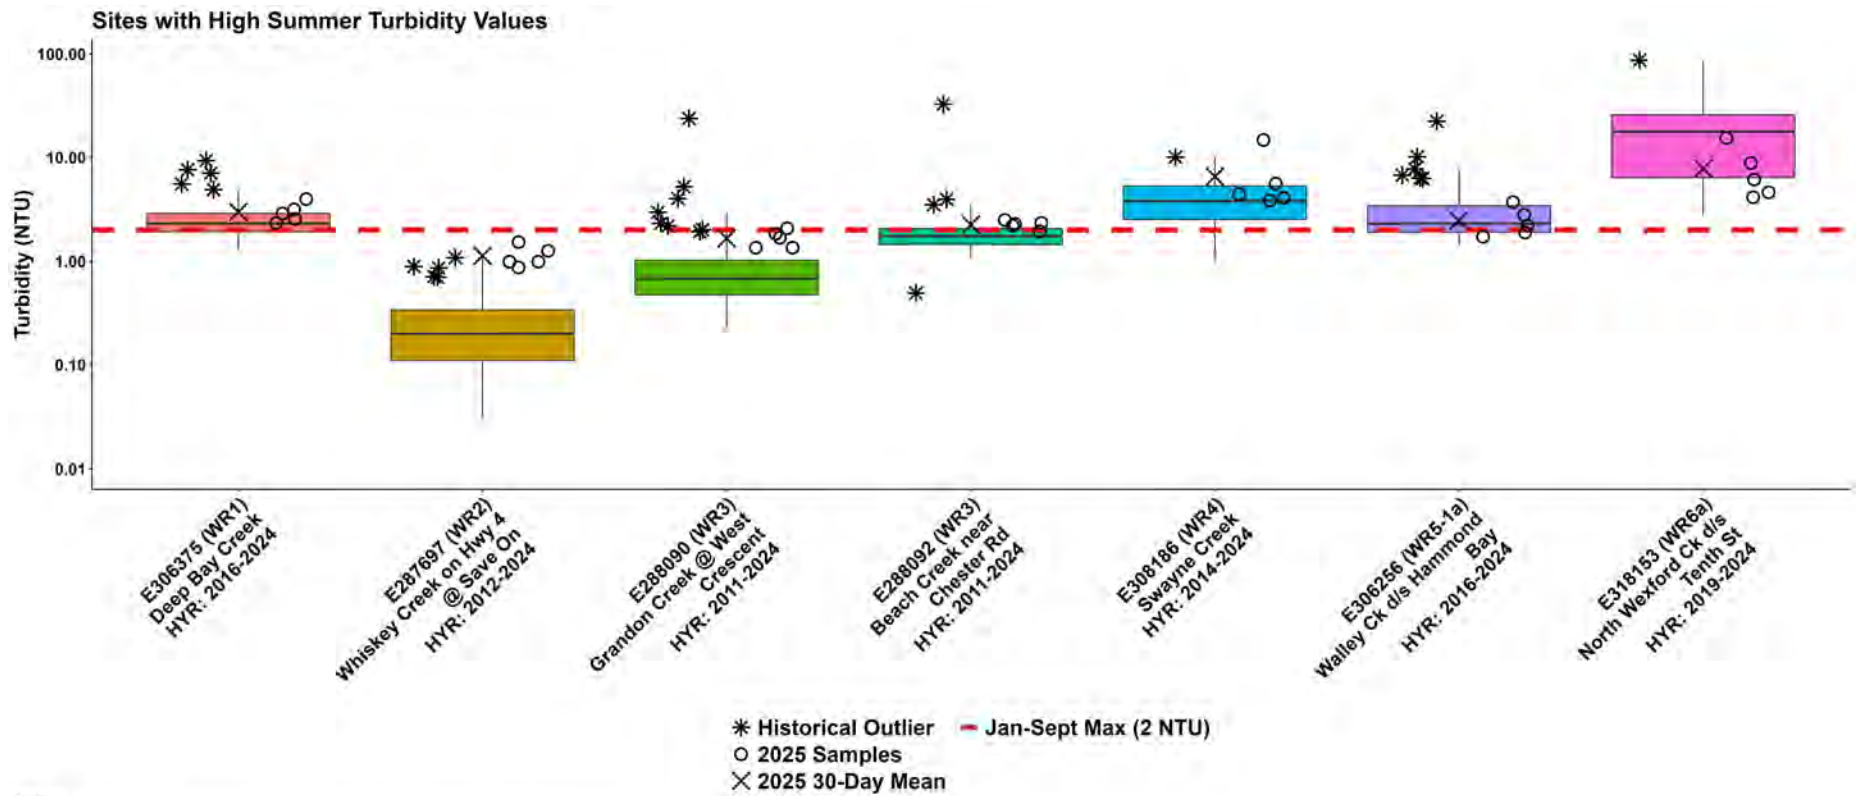 Sites with High Summer Turbidity Values
Turbidity (NTU)
100.00
10.00
1.00
0.10
0.01
E306375 (WR1)
Deep Bay Creek
HYR: 2016-2024
E287697 (WR2)
Whiskey Creek on Hwy 4
@ Save On
HYR: 2012-2024
E288090 (WR3)
Grandon Creek @ West
Crescent
HYR: 2011-2024
E288092 (WR3)
Beach Creek near
Chester Rd
HYR: 2011-2024
E308186 (WR4)
Swayne Creek
HYR: 2014-2024
E306256 (WR5-1a)
Walley Ck d/s Hammond
Bay
HYR: 2016-2024
E318153 (WR6a)
North Wexford Ck d/s
Tenth St
HYR: 2019-2024
Historical Outlier
2025 Samples
2025 30-Day Mean
Jan-Sept Max (2 NTU)